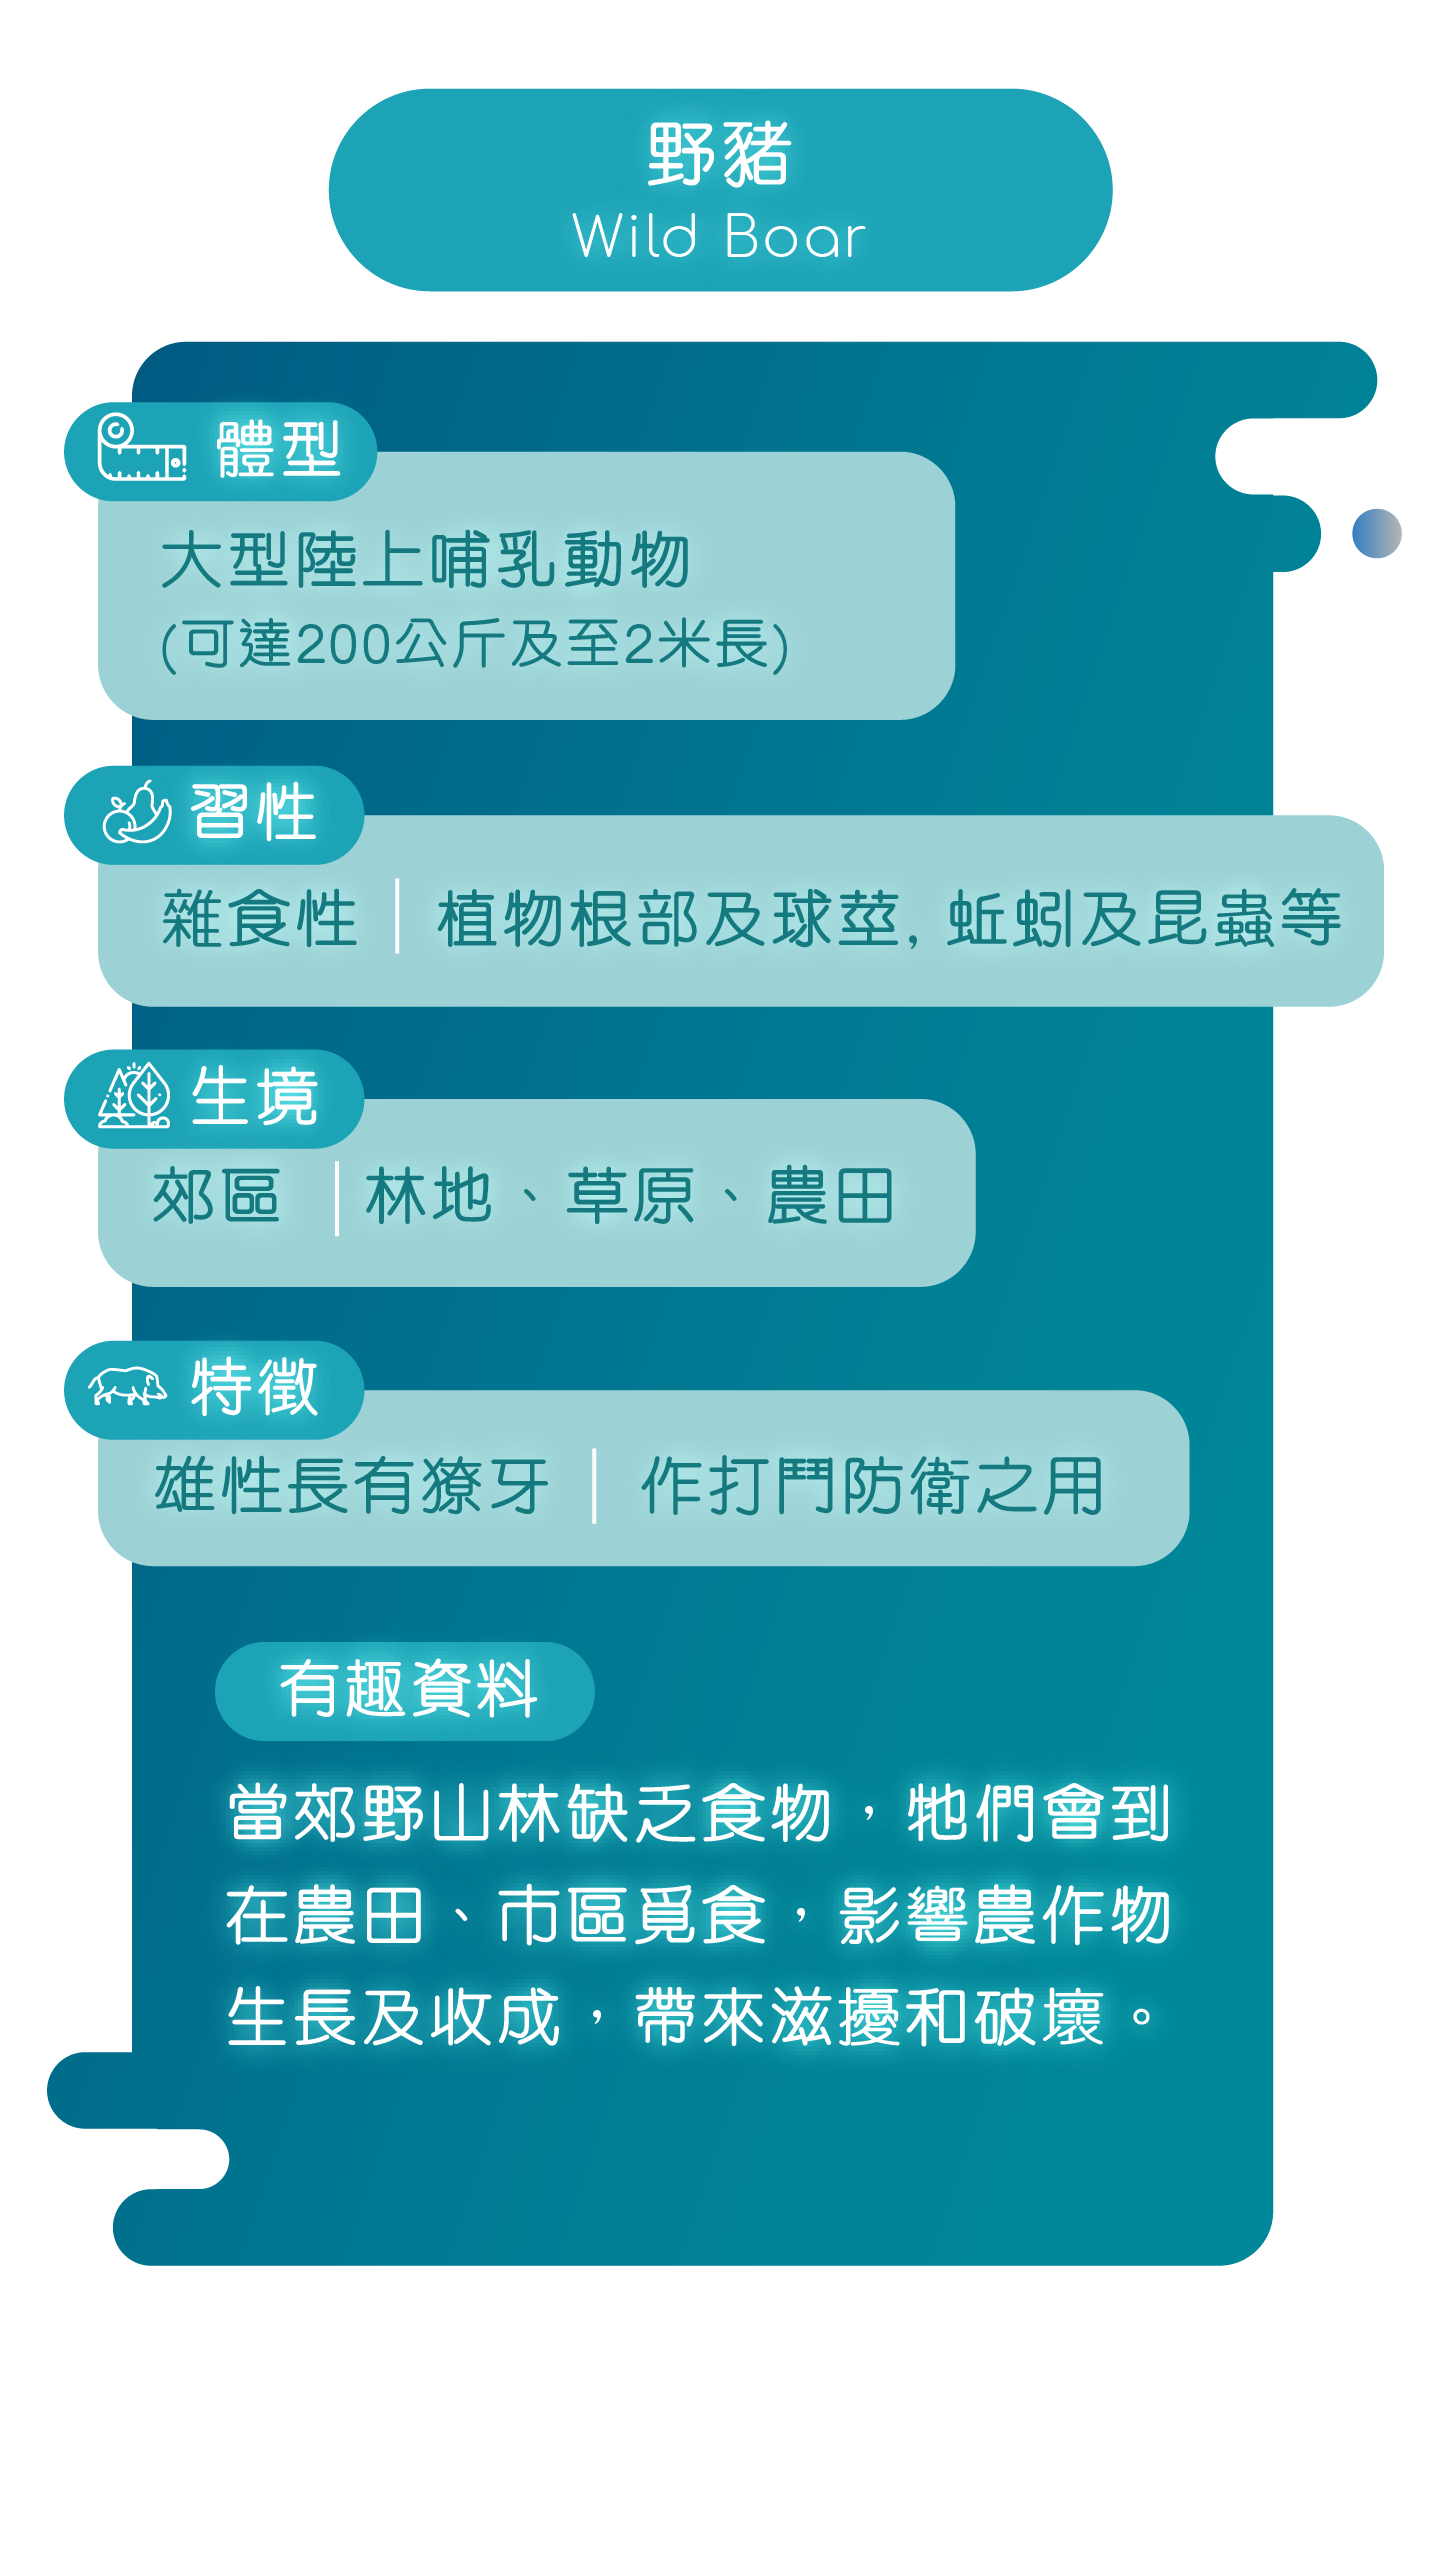 野豬
Wild Boar
體型
大型陸上哺乳動物
(可達200公斤及至2米長)
習性
雜食性 | 植物根部及球莖, 蚯蚓及昆蟲等
生境
郊區 | 林地、草原、農田
特徵
雄性長有獠牙 | 作打鬥防衛之用
有趣資料
當郊野山林缺乏食物，牠們會到
在農田、市區覓食，影響農作物
生長及收成，帶來滋擾和破壞。